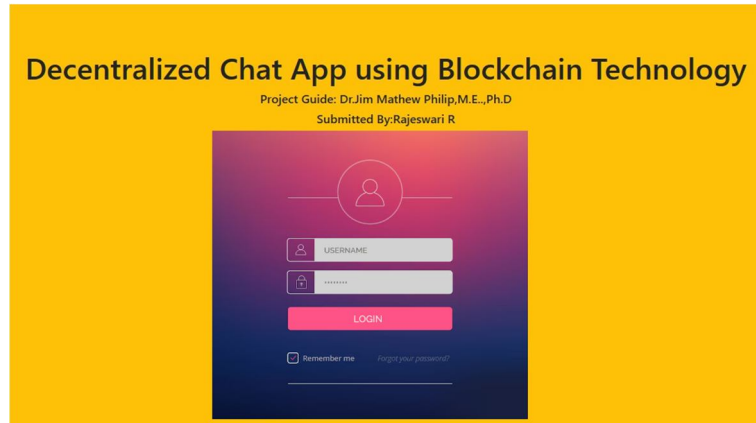 Decentralized Chat App using Blockchain Technology
Project Guide: Dr.Jim Mathew Philip,M.E..,Ph.D
Submitted By:Rajeswari R
USERNAME
********
LOGIN
Remember me Forgot your password?